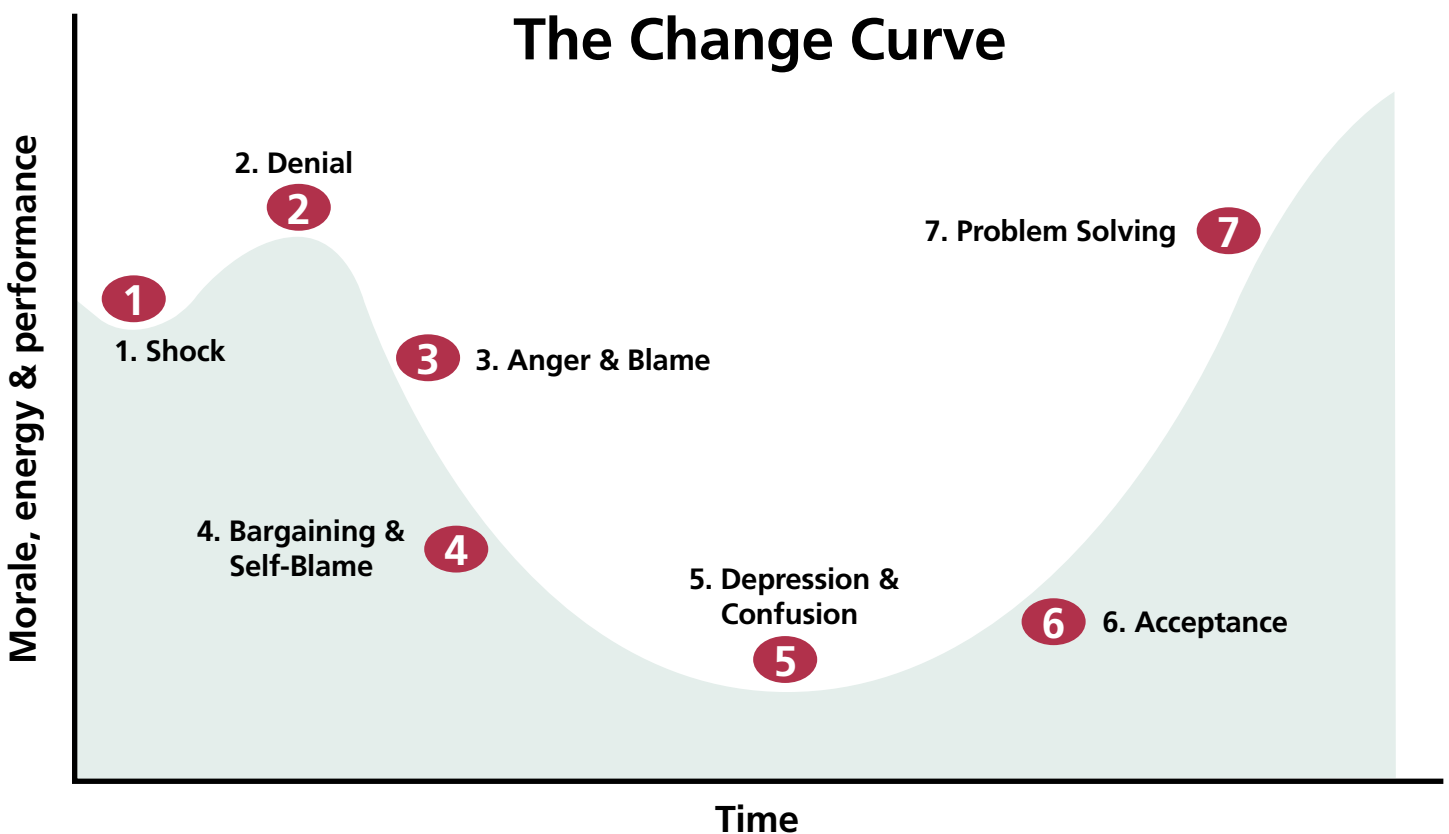 The Change Curve
Morale, energy & performance
2. Denial
2
1
1. Shock
3
3. Anger & Blame
4. Bargaining &
Self-Blame
4
5. Depression &
Confusion
5
6
6. Acceptance
7. Problem Solving
7
Time